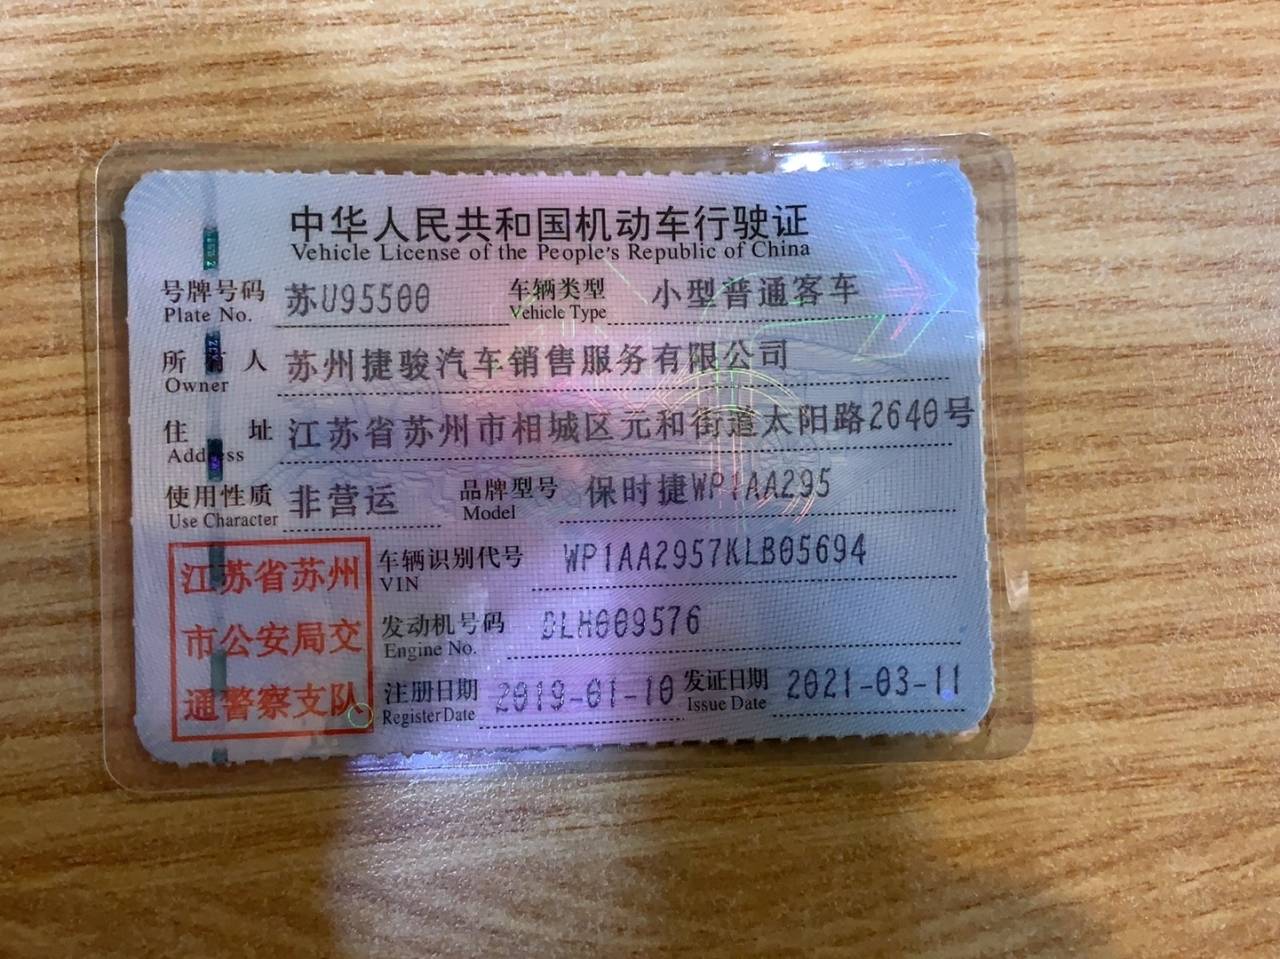 中华人民共和国机动车行驶证
Vehicle License of the People's Republic of China
号牌号码 苏U95500 车辆类型 小型普通客车
Plate No. Vehicle Type
所有人 苏州捷骏汽车销售服务有限公司
Owner
住址 江苏省苏州市相城区元和街道太阳路2640号
Address
使用性质 非营运 品牌型号 保时捷WP1AA295
Use Character Model
江苏省苏州
市公安局交
通警察支队
车辆识别代号 WP1AA2957KLB05694
VIN
发动机号码 DLH009576
Engine No.
注册日期 2019-01-10 发证日期 2021-03-11
Register Date Issue Date